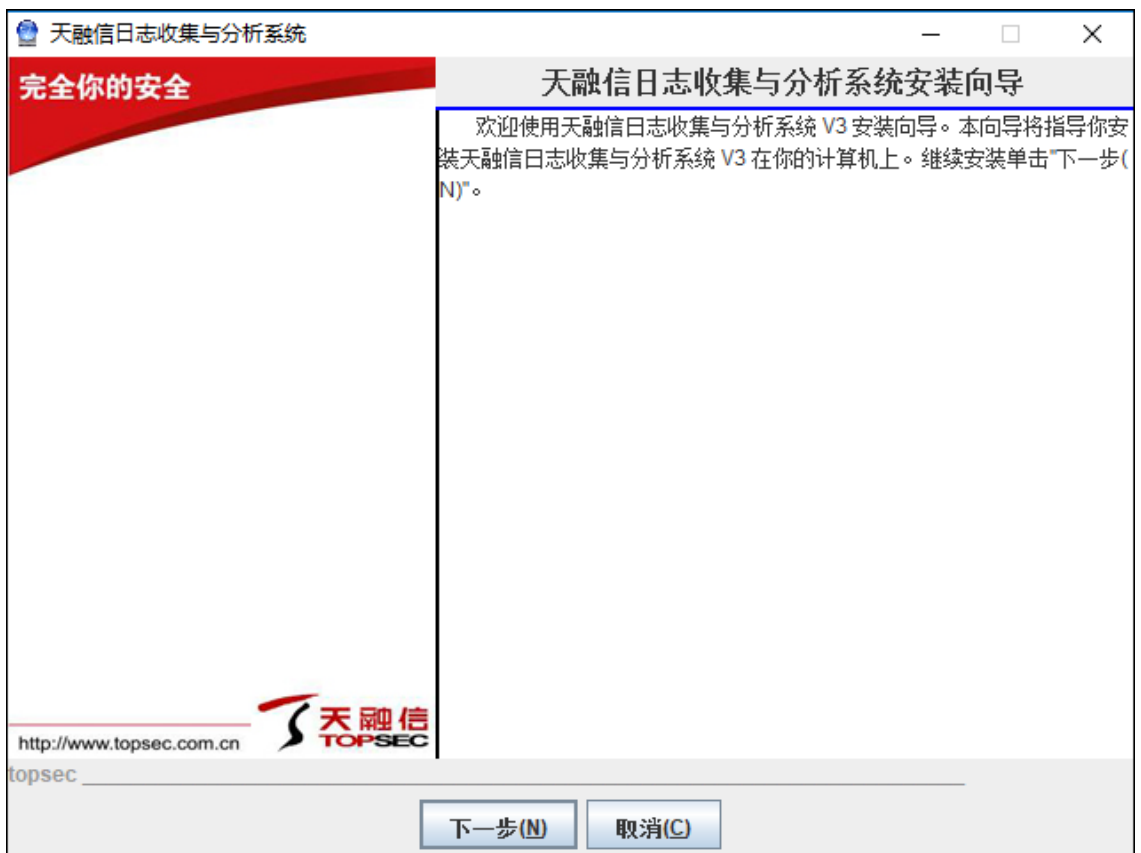 天融信日志收集与分析系统
完全你的安全
天融信日志收集与分析系统安装向导
欢迎使用天融信日志收集与分析系统 V3 安装向导。本向导将指导你安
装天融信日志收集与分析系统 V3 在你的计算机上。继续安装单击"下一步(
N)"。
天融信
TOPSEC
http://www.topsec.com.cn
topsec
下一步(N) 取消(C)